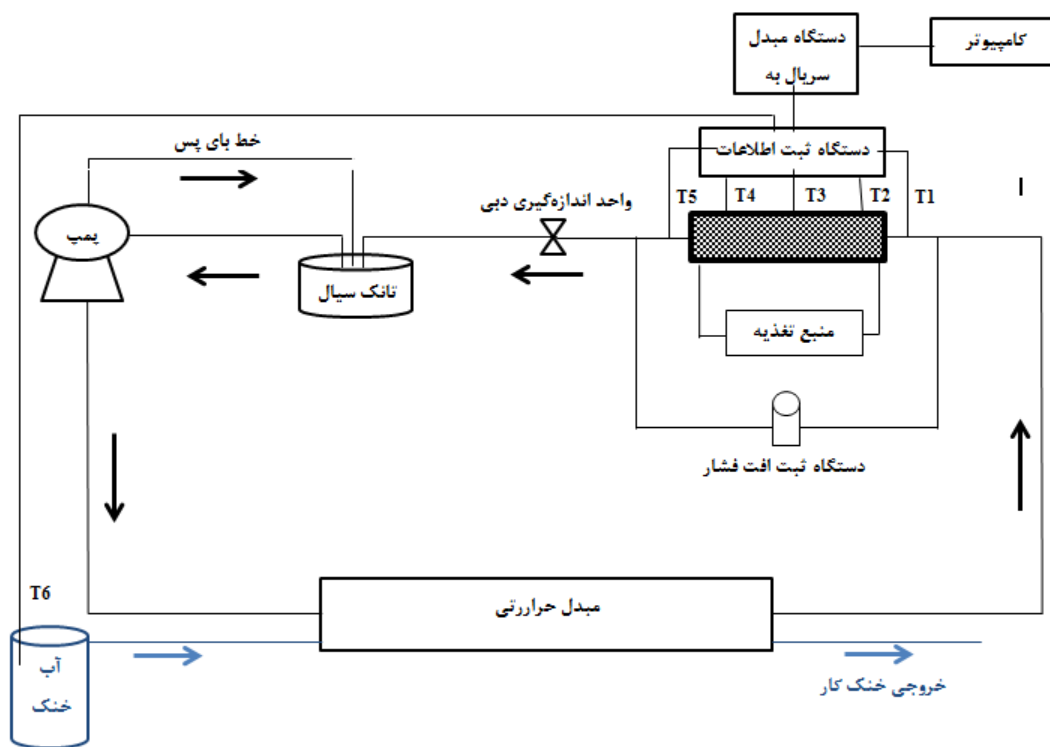 دستگاه مبدل
سریال به
کامپیوتر
خط بای پس
دستگاه ثبت اطلاعات
واحد اندازه‌گیری دبی
T5
T4
T3
T2
T1
پمپ
تانک سیال
منبع تغذیه
دستگاه ثبت افت فشار
T6
مبدل حراررتی
آب
خنک
خروجی خنک کار